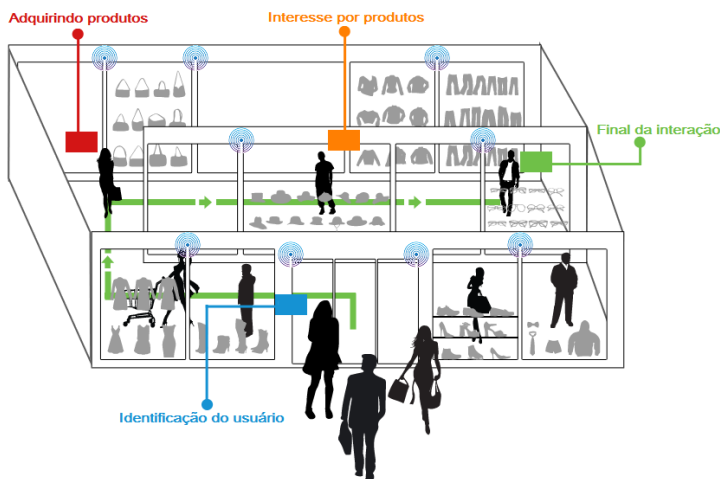 Adquirindo produtos
Interesse por produtos
Final da interação
Identificação do usuário